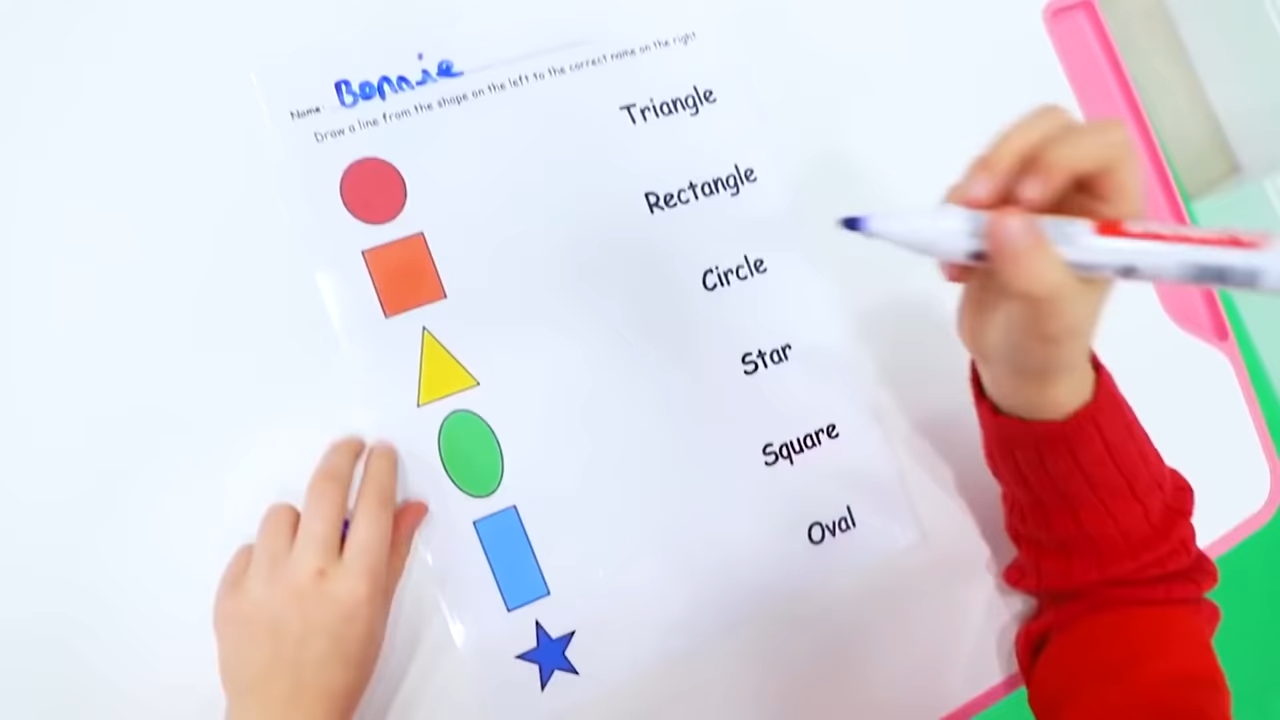 Name: Bonnie
Draw a line from the shape on the left to the correct name on the right
Triangle
Rectangle
Circle
Star
Square
Oval